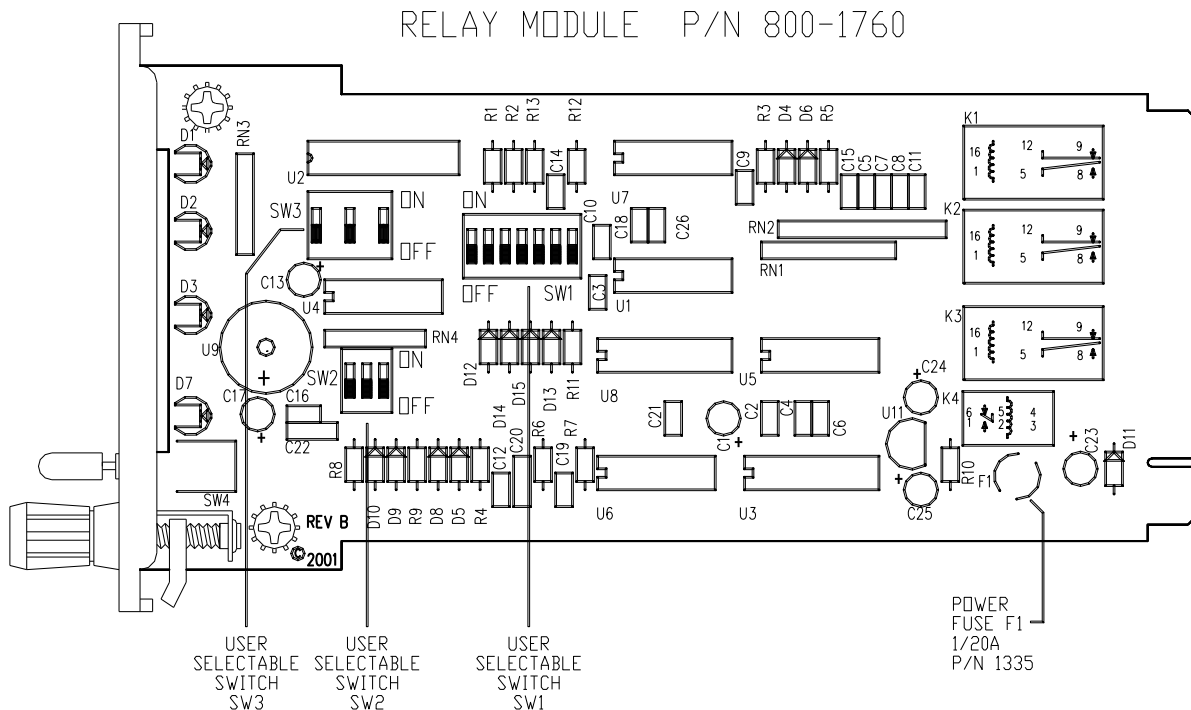 RELAY MODULE P/N 800-1760
D1
RN3
R1
R2
R13
R12
R3
D4
D6
R5
K1
16
1
12
5
9
8
U2
C14
U7
C9
C15
C5
C7
C8
C11
D2
SW3
ON
OFF
ON
OFF
SW1
C10
C18
C26
RN2
RN1
K2
16
1
12
5
9
8
C13
+
U4
C3
U1
D3
U9
+
RN4
SW2
ON
OFF
D12
D14
D15
D13
R11
U8
U5
K3
16
1
12
5
9
8
D7
C17
+
C16
C22
C21
C1
+
C2
C4
C6
C24
+
U11
K4
6
1
5
2
4
3
SW4
R8
D10
D9
R9
D8
D5
R4
C12
C20
R6
C19
R7
U6
U3
+
C25
R10
F1
+
C23
D11
REV B
© 2001
USER
SELECTABLE
SWITCH
SW3
USER
SELECTABLE
SWITCH
SW2
USER
SELECTABLE
SWITCH
SW1
POWER
FUSE F1
1/20A
P/N 1335